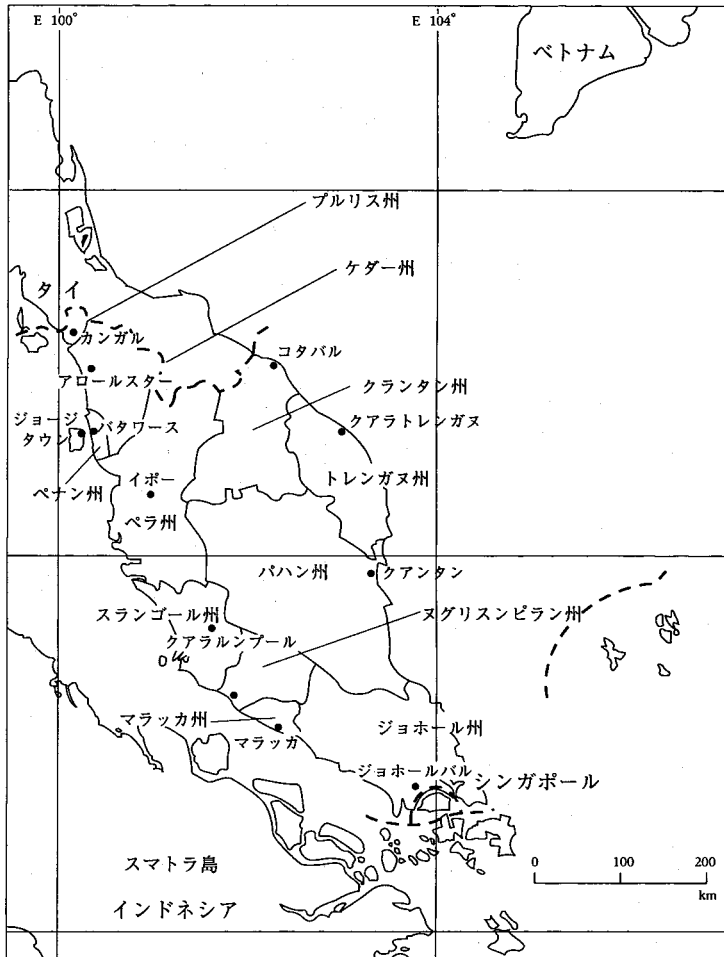 E 100°
E 104°
ベトナム
プルリス州
ケダー州
タイ
カンガル
コタバル
アロールスター
クランタン州
ジョージ
タウン
バタワース
クアラトレンガヌ
ペナン州
イポー
トレンガヌ州
ペラ州
パハン州
クアンタン
スランゴール州
ヌグリスンピラン州
クアラルンプール
マラッカ州
マラッカ
ジョホール州
ジョホールバル
シンガポール
スマトラ島
インドネシア
0 100 200
km